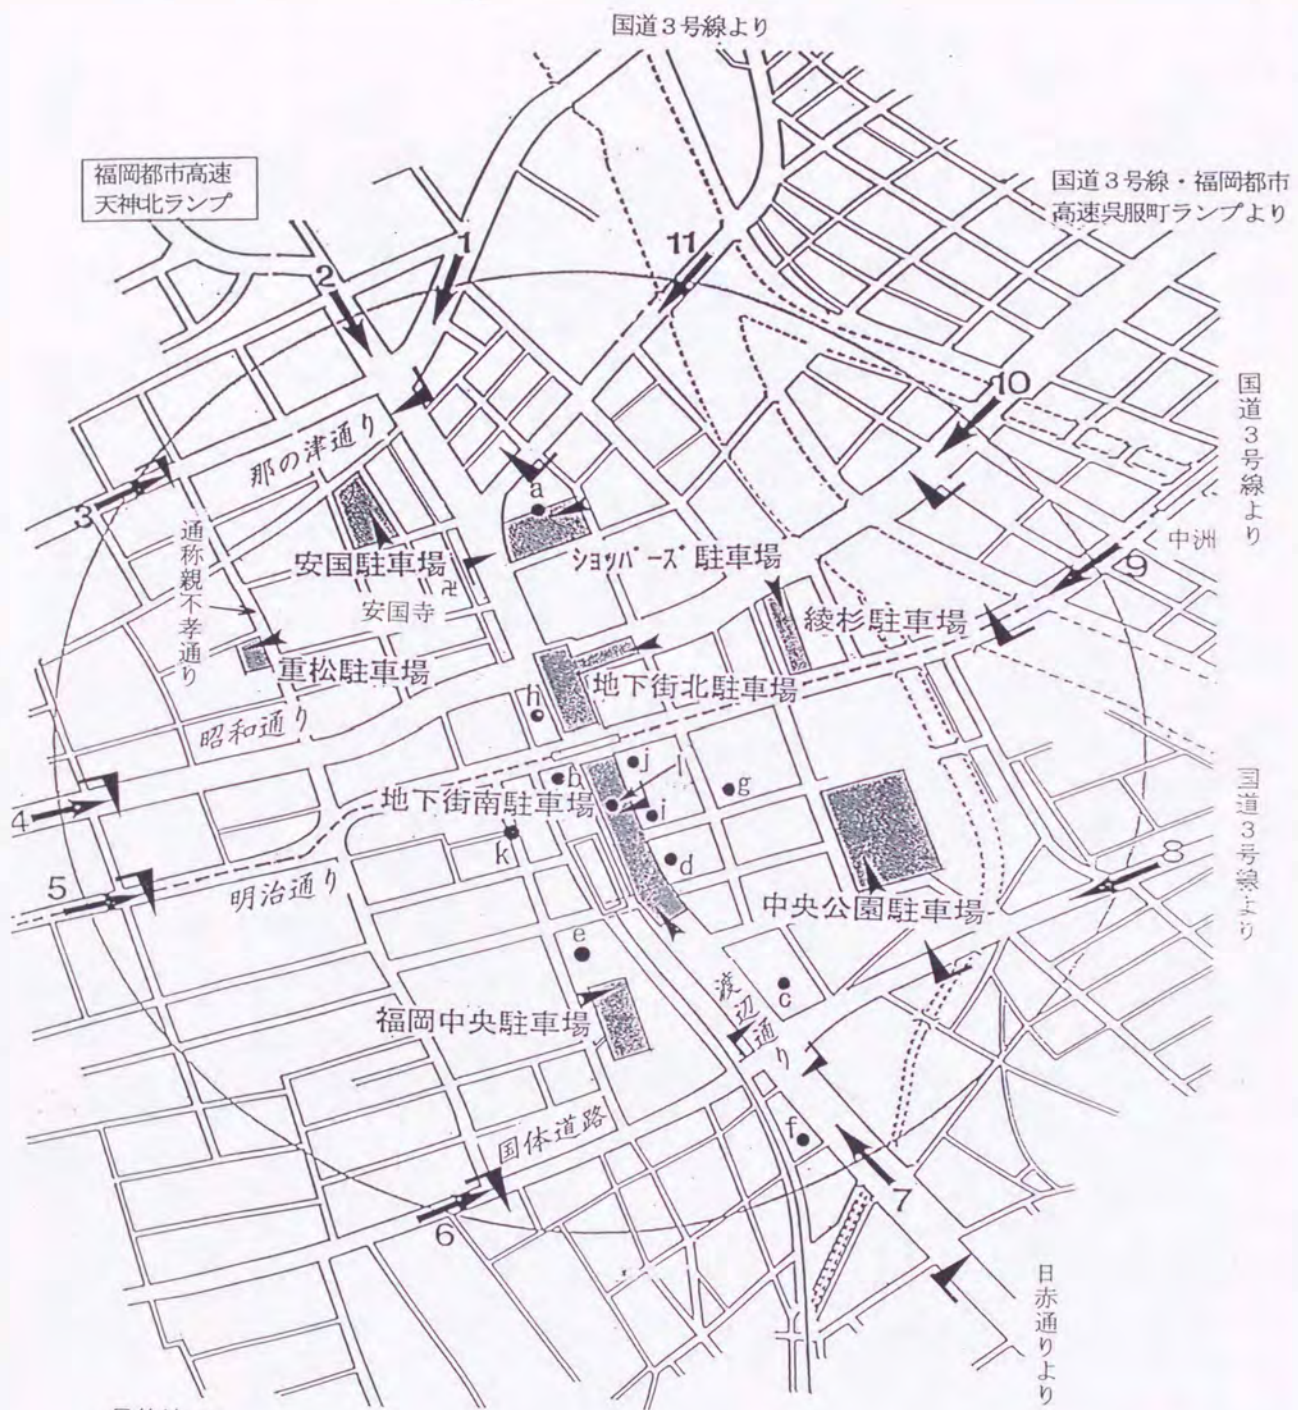 国道3号線より
福岡都市高速
天神北ランプ
国道3号線・福岡都市
高速呉服町ランプより
1
2
11
10
国道3号線より
那の津通り
3
a
通称親不孝通り
安国駐車場
ショッパーズ駐車場
中洲
9
卍
安国寺
綾杉駐車場
重松駐車場
地下街北駐車場
h
昭和通り
j
l
b
g
地下街南駐車場
i
4
k
d
国道3号線より
5
明治通り
8
中央公園駐車場
e
c
渡辺通り
福岡中央駐車場
国体道路
f
7
6
日赤通りより